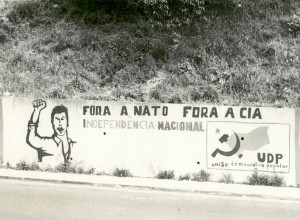 FORA A NATO FORA A CIA
INDEPENDENCIA NACIONAL
UDP
união democrática popular